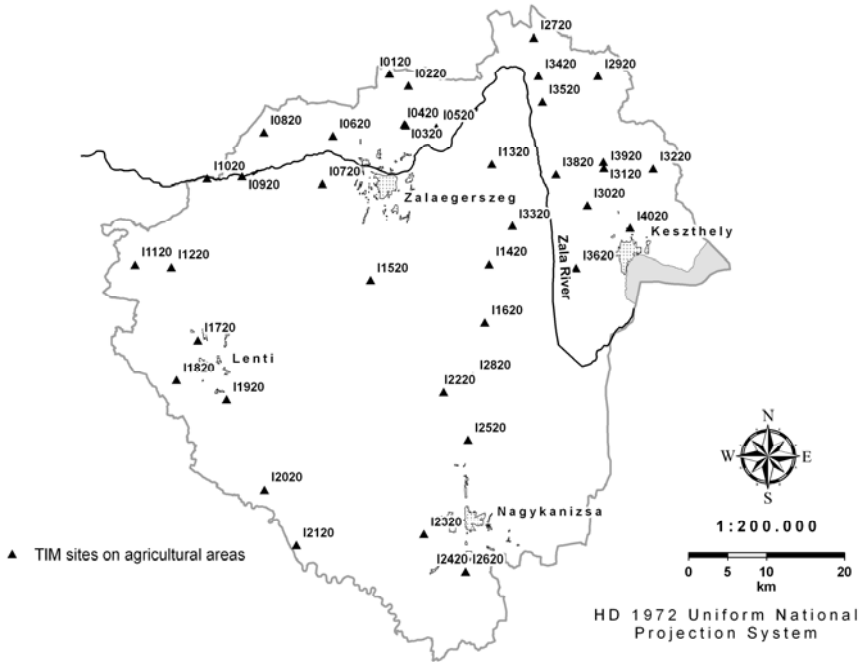 I2720
I0120
I3420
I2920
I0220
I3520
I0420
I0520
I0820
I0620
I0320
I1320
I3920
I3820
I3220
I3120
I1020
I0920
I0720
Zalaegerszeg
I3020
I3320
I4020
Keszthely
I1120
I1220
I1420
Zala River
I3620
I1520
I1620
I1720
Lenti
I2820
I1820
I2220
I1920
I2520
N
W
E
S
I2020
Nagykanizsa
I2320
1:200.000
I2120
TIM sites on agricultural areas
I2420
I2620
0 5 10 20
km
HD 1972 Uniform National
Projection System